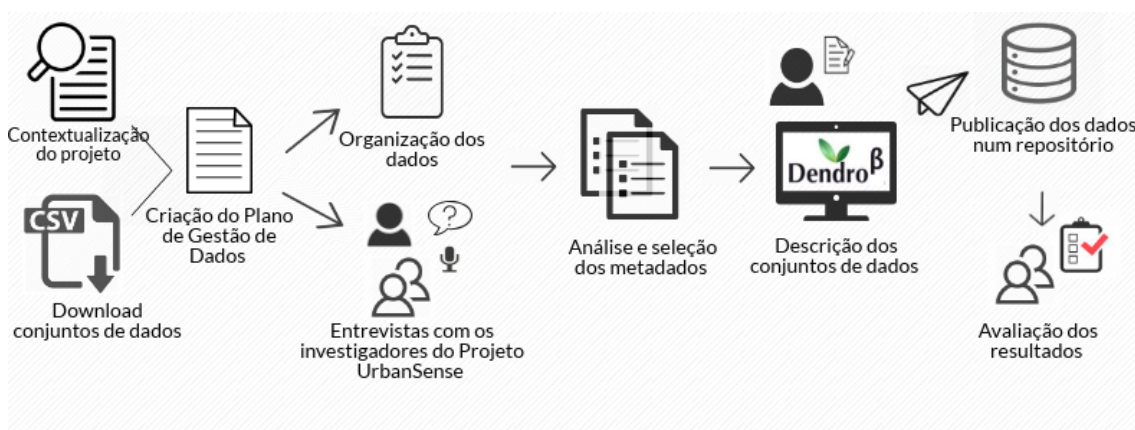 Contextualização
do projeto
CSV
Download
conjuntos de dados
Criação do Plano
de Gestão de
Dados
Organização dos
dados
?
Entrevistas com os
investigadores do Projeto
UrbanSense
Análise e seleção
dos metadados
Dendro β
Descrição dos
conjuntos de dados
Publicação dos dados
num repositório
Avaliação dos
resultados